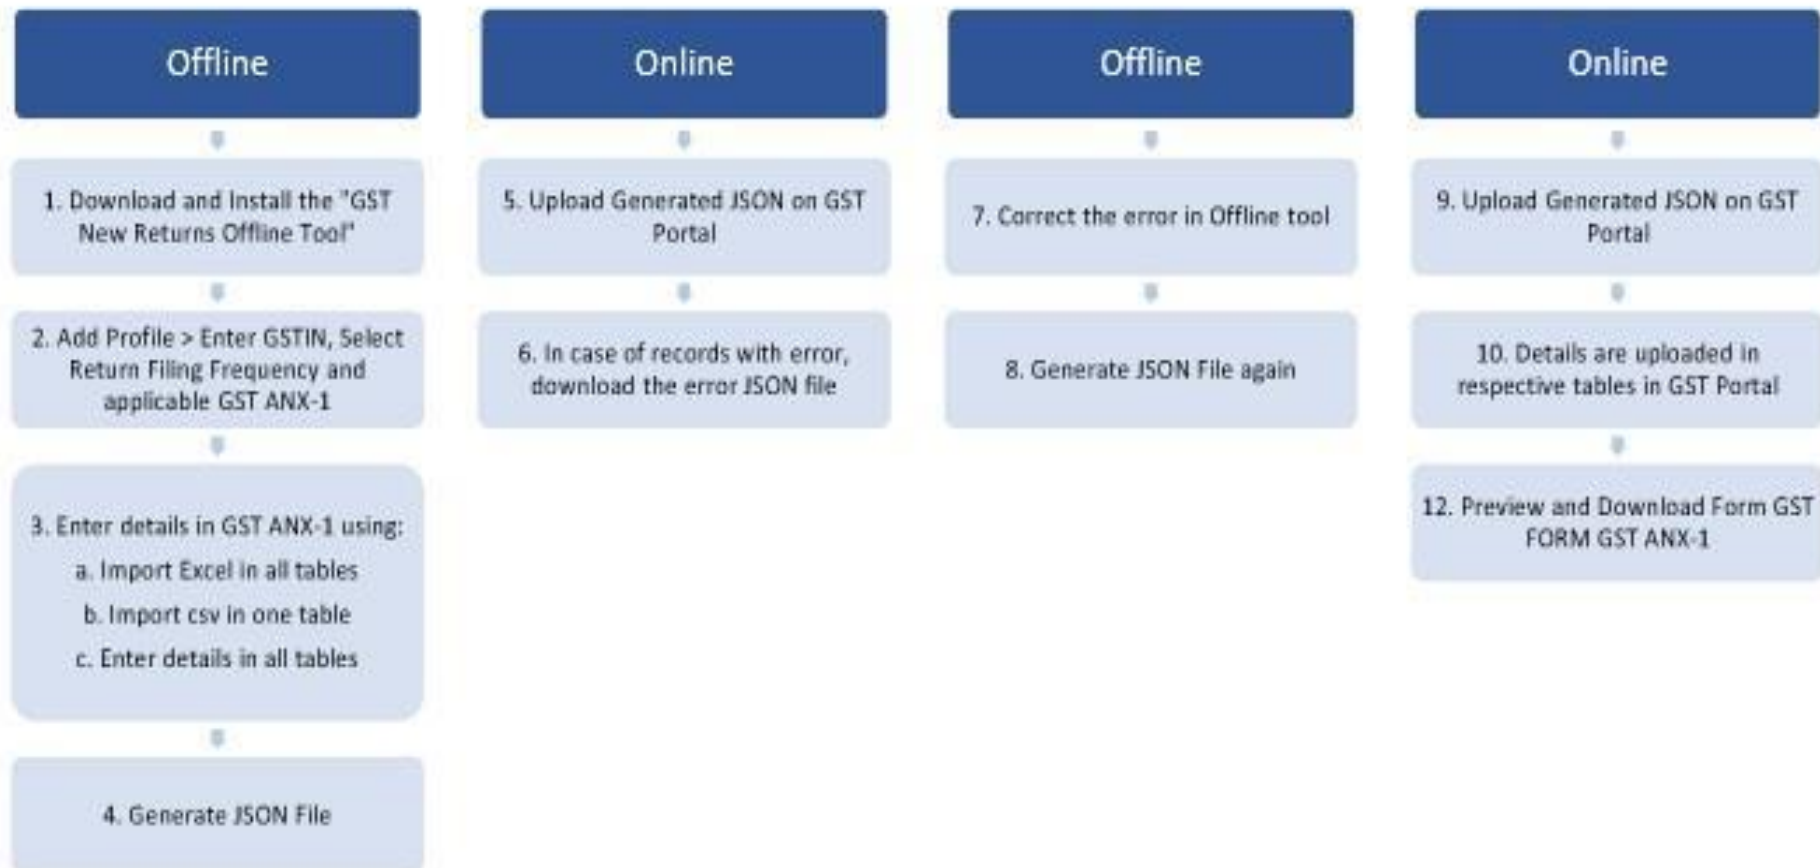 Offline
1. Download and Install the "GST
New Returns Offline Tool"
2. Add Profile > Enter GSTIN, Select
Return Filing Frequency and
applicable GST ANX-1
3. Enter details in GST ANX-1 using:
a. Import Excel in all tables
b. Import csv in one table
c. Enter details in all tables
4. Generate JSON File
Online
5. Upload Generated JSON on GST
Portal
6. In case of records with error,
download the error JSON file
Offline
7. Correct the error in Offline tool
8. Generate JSON File again
Online
9. Upload Generated JSON on GST
Portal
10. Details are uploaded in
respective tables in GST Portal
12. Preview and Download Form GST
FORM GST ANX-1